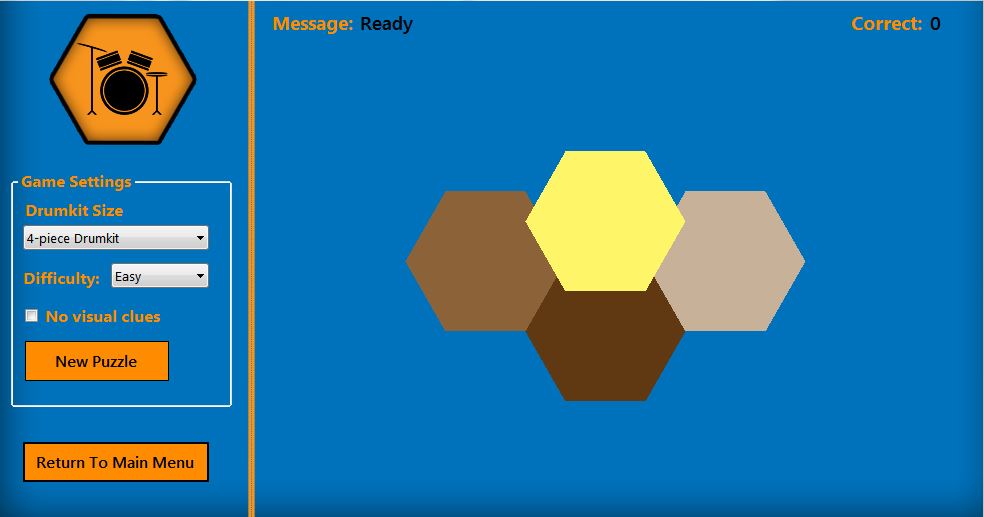 Message: Ready
Correct: 0
Game Settings
Drumkit Size
4-piece Drumkit
Difficulty: Easy
No visual clues
New Puzzle
Return To Main Menu